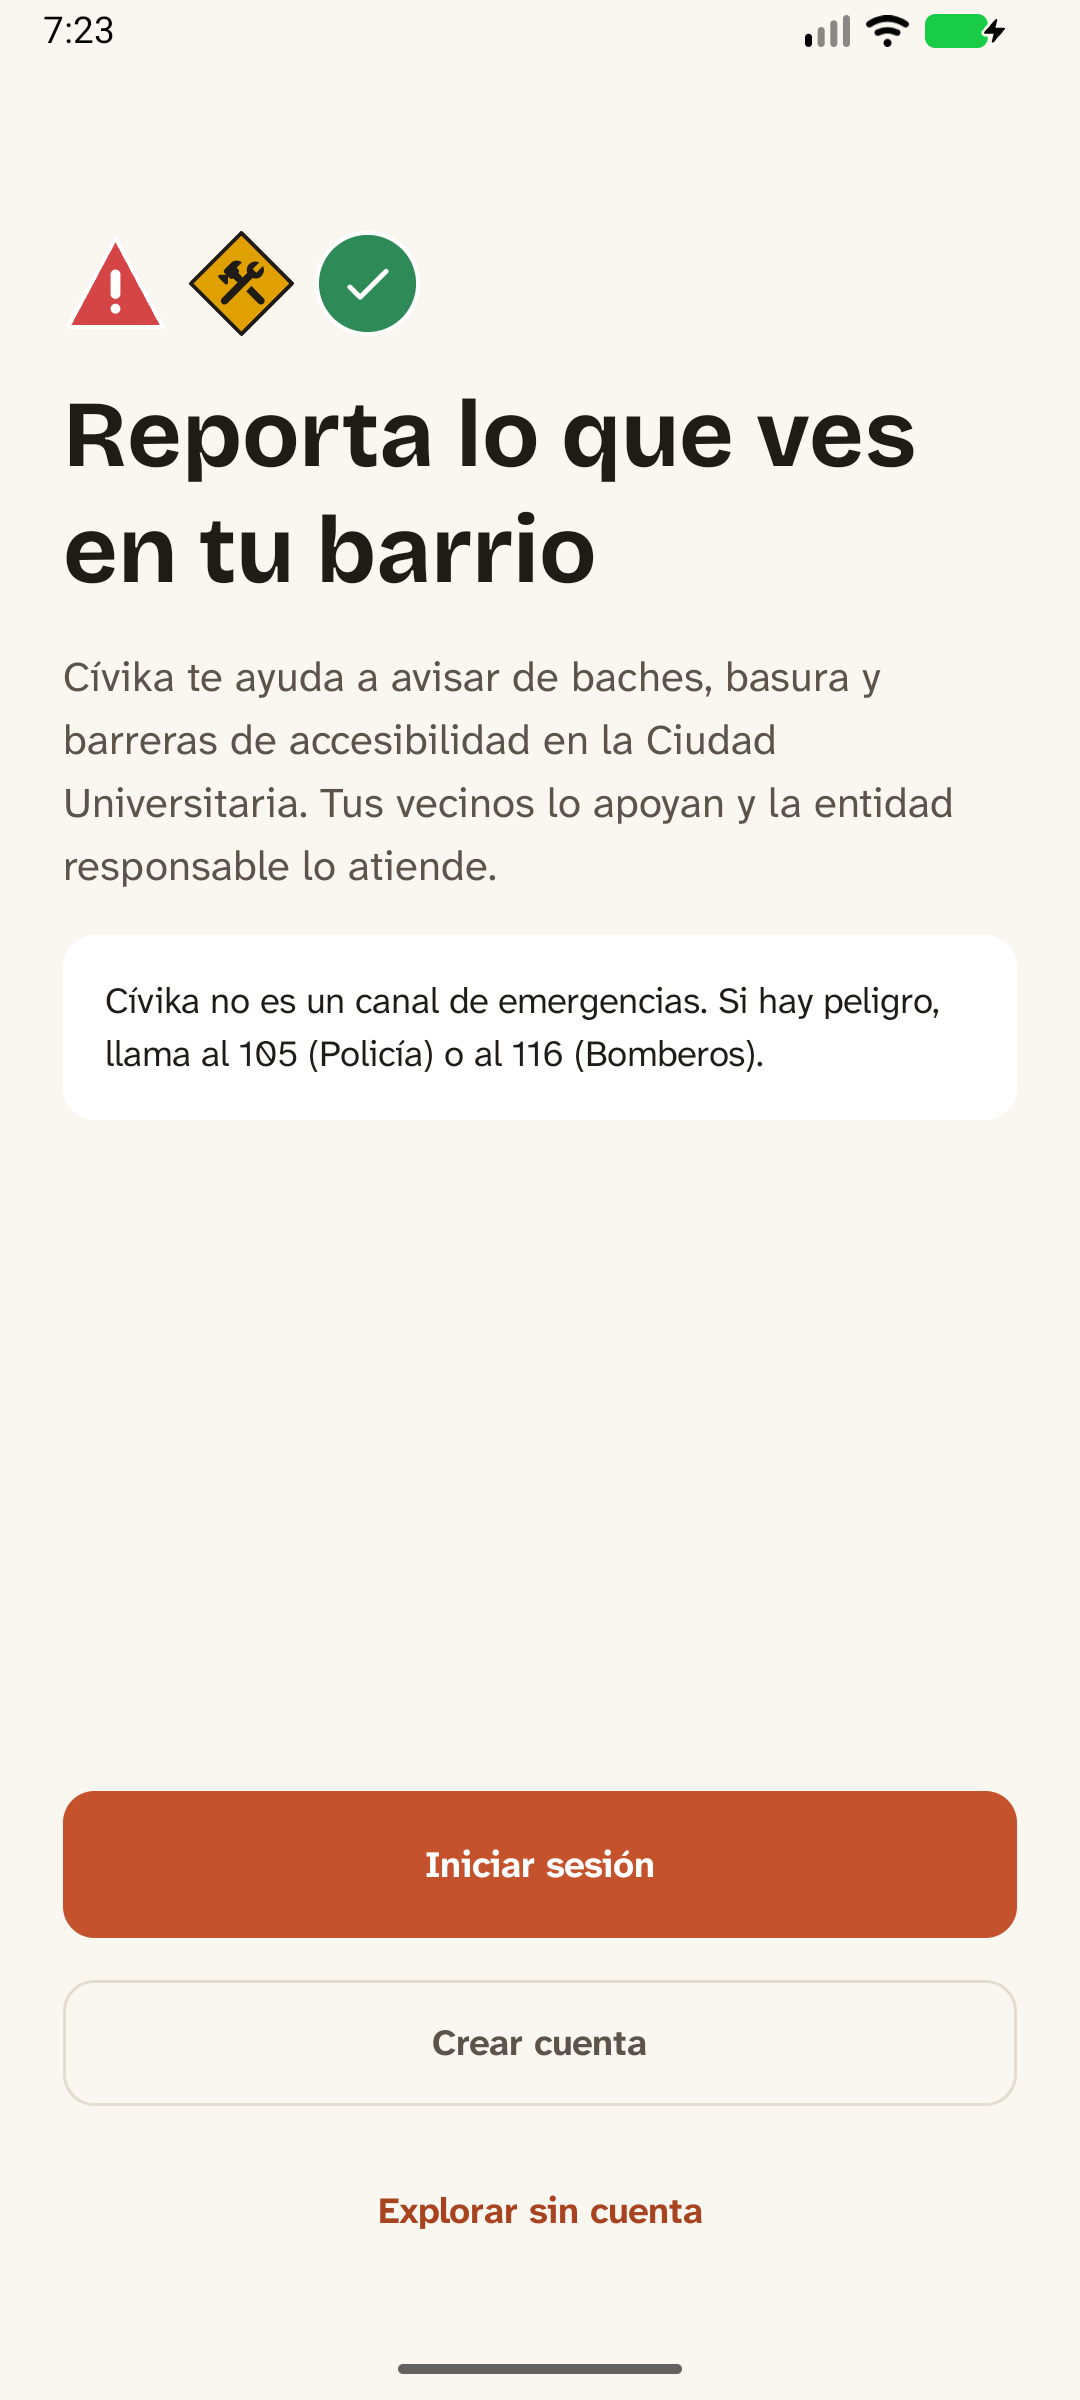 7:23
Reporta lo que ves
en tu barrio
Cívika te ayuda a avisar de baches, basura y
barreras de accesibilidad en la Ciudad
Universitaria. Tus vecinos lo apoyan y la entidad
responsable lo atiende.
Cívika no es un canal de emergencias. Si hay peligro,
llama al 105 (Policía) o al 116 (Bomberos).
Iniciar sesión
Crear cuenta
Explorar sin cuenta